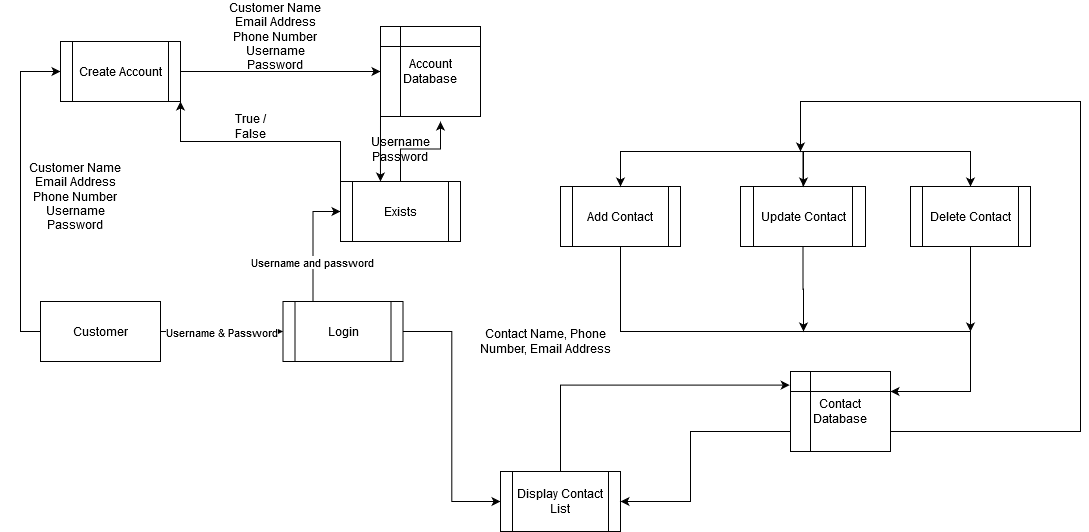 Customer Name
Email Address
Phone Number
Username
Password
Create Account
Account
Database
True /
False
Username
Password
Customer Name
Email Address
Phone Number
Username
Password
Exists
Add Contact
Update Contact
Delete Contact
Username and password
Customer
Username & Password
Login
Contact Name, Phone
Number, Email Address
Contact
Database
Display Contact
List